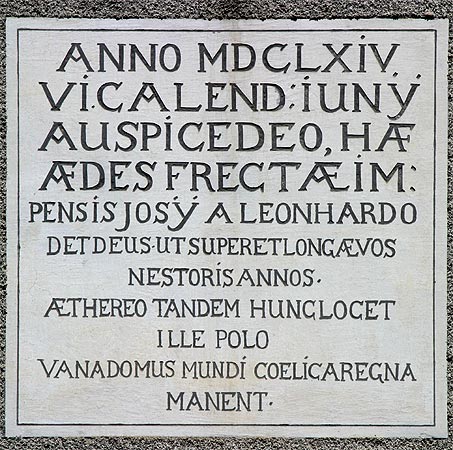 ANNO MDCLXIV.
VI.CALEND: IUNÿ
AUSPICE DEO, HÆ
ÆDES FRECTÆ IM:
PENSIS JOSÿ A LEONHARDO
DET DEUS·UT SUPERET LONGÆVOS
NESTORIS ANNOS·
ÆTHEREO TANDEM HUNC LOCET
ILLE POLO
VANA DOMUS MUNDI COELICA REGNA
MANENT·